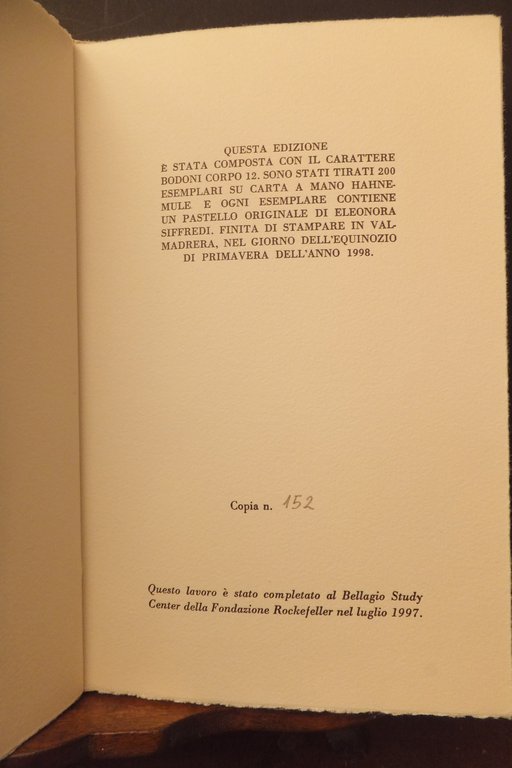 QUESTA EDIZIONE
È STATA COMPOSTA CON IL CARATTERE
BODONI CORPO 12. SONO STATI TIRATI 200
ESEMPLARI SU CARTA A MANO HAHNE-
MULE E OGNI ESEMPLARE CONTIENE
UN PASTELLO ORIGINALE DI ELEONORA
SIFFREDI. FINITA DI STAMPARE IN VAL-
MADRERA, NEL GIORNO DELL'EQUINOZIO
DI PRIMAVERA DELL'ANNO 1998.
Copia n. 152
Questo lavoro è stato completato al Bellagio Study
Center della Fondazione Rockefeller nel luglio 1997.